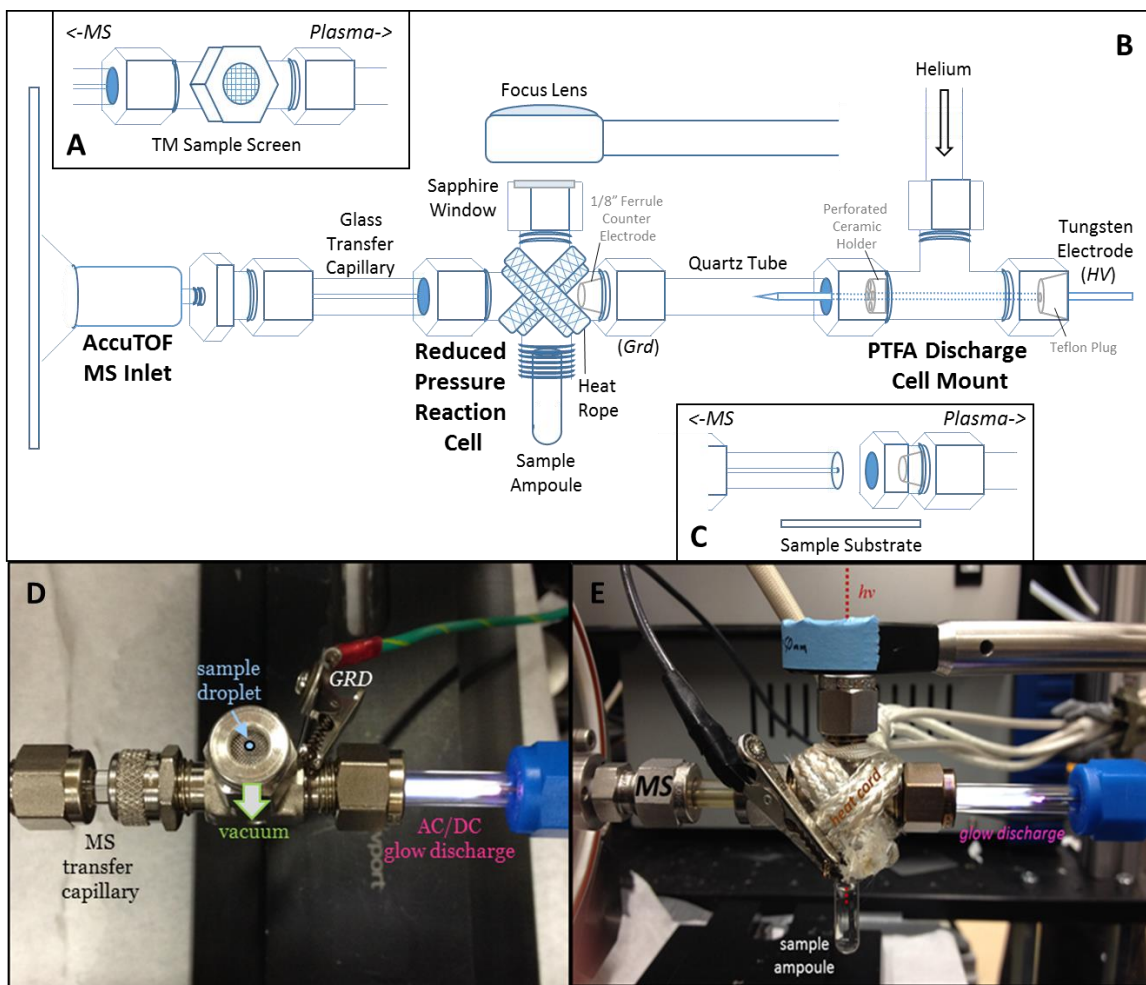 <-MS
Plasma->
A
TM Sample Screen
B
Focus Lens
Helium
Sapphire
Window
1/8" Ferrule
Counter
Electrode
Glass
Transfer
Capillary
Perforated
Ceramic
Holder
Tungsten
Electrode
(HV)
Quartz Tube
AccuTOF
MS Inlet
Reduced
Pressure
Reaction
Cell
(Grd)
Heat
Rope
PTFA Discharge
Cell Mount
Teflon Plug
Sample
Ampoule
<-MS
Plasma->
C
Sample Substrate
D
sample
droplet
GRD
vacuum
MS
transfer
capillary
AC/DC
glow discharge
vport
E
hv
MS
heat cord
glow discharge
sample
ampoule